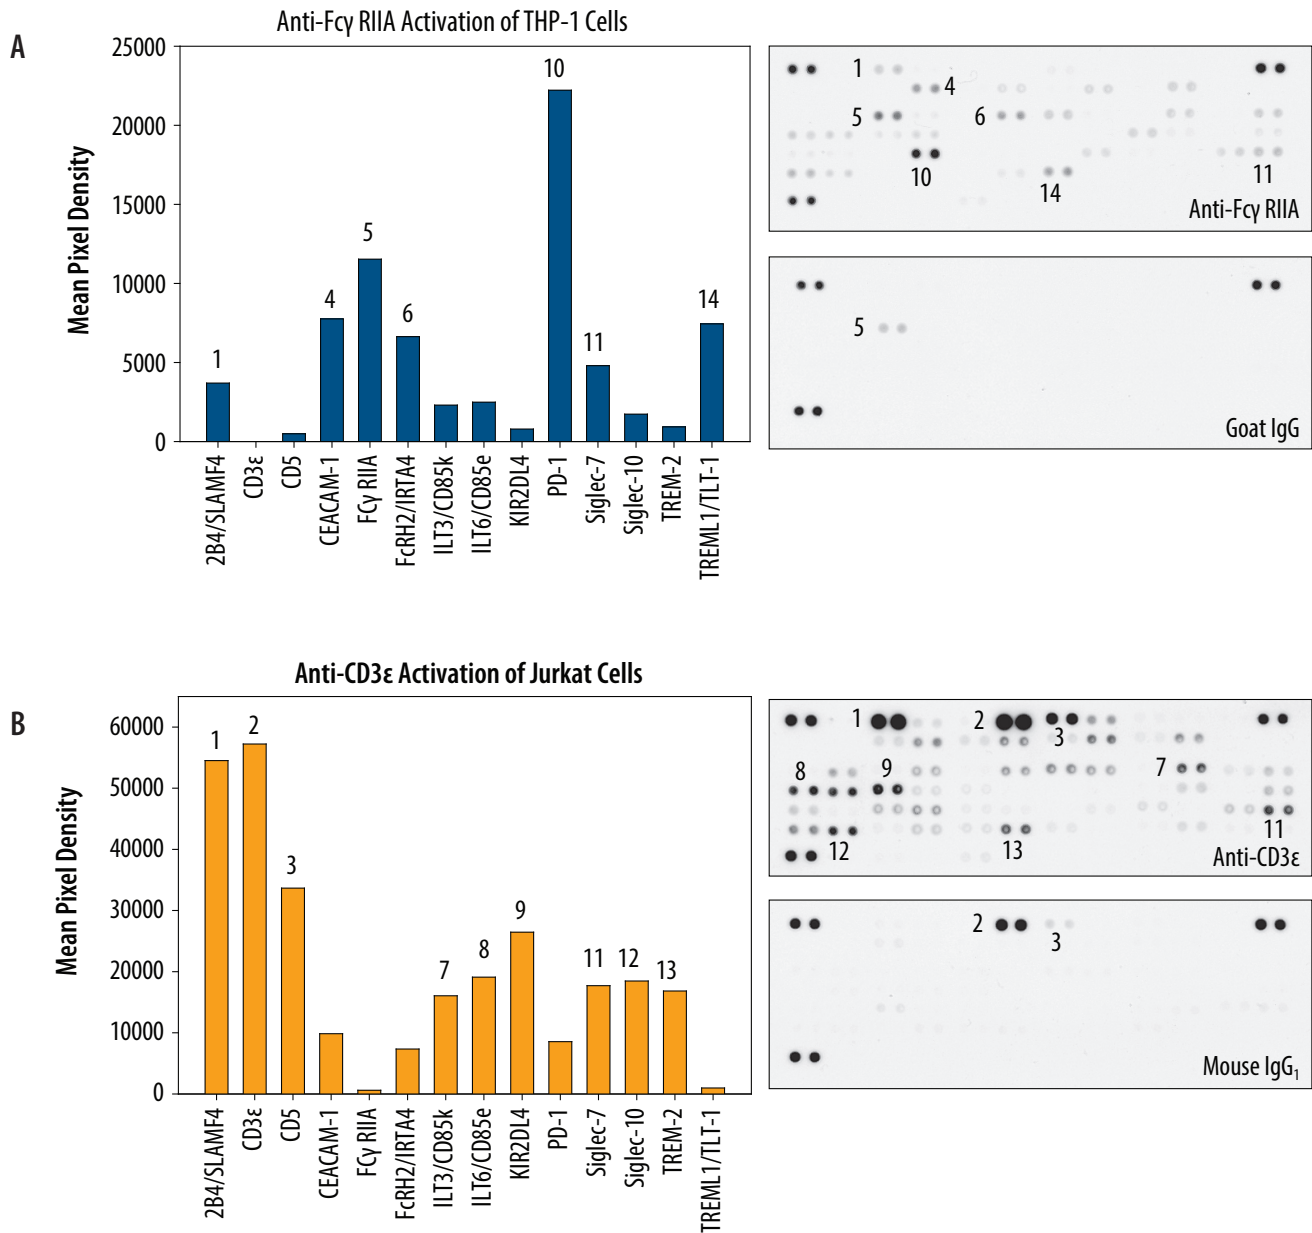 A
Anti-Fcγ RIIA Activation of THP-1 Cells
Mean Pixel Density
25000
20000
15000
10000
5000
0
1
4
5
6
10
11
14
2B4/SLAMF4
CD3ε
CD5
CEACAM-1
FCγ RIIA
FcRH2/IRTA4
ILT3/CD85k
ILT6/CD85e
KIR2DL4
PD-1
Siglec-7
Siglec-10
TREM-2
TREML1/TLT-1
1
4
5
6
10
14
11
Anti-Fcγ RIIA
5
Goat IgG
B
Anti-CD3ε Activation of Jurkat Cells
Mean Pixel Density
60000
50000
40000
30000
20000
10000
0
1
2
3
7
8
9
11
12
13
2B4/SLAMF4
CD3ε
CD5
CEACAM-1
FCγ RIIA
FcRH2/IRTA4
ILT3/CD85k
ILT6/CD85e
KIR2DL4
PD-1
Siglec-7
Siglec-10
TREM-2
TREML1/TLT-1
1
2
3
8
9
7
12
13
11
Anti-CD3ε
2
3
Mouse IgG₁